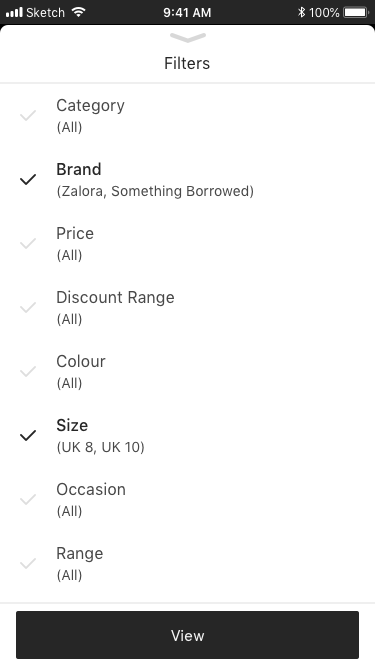 Sketch 9:41 AM 100%
Filters
Category
(All)
Brand
(Zalora, Something Borrowed)
Price
(All)
Discount Range
(All)
Colour
(All)
Size
(UK 8, UK 10)
Occasion
(All)
Range
(All)
View